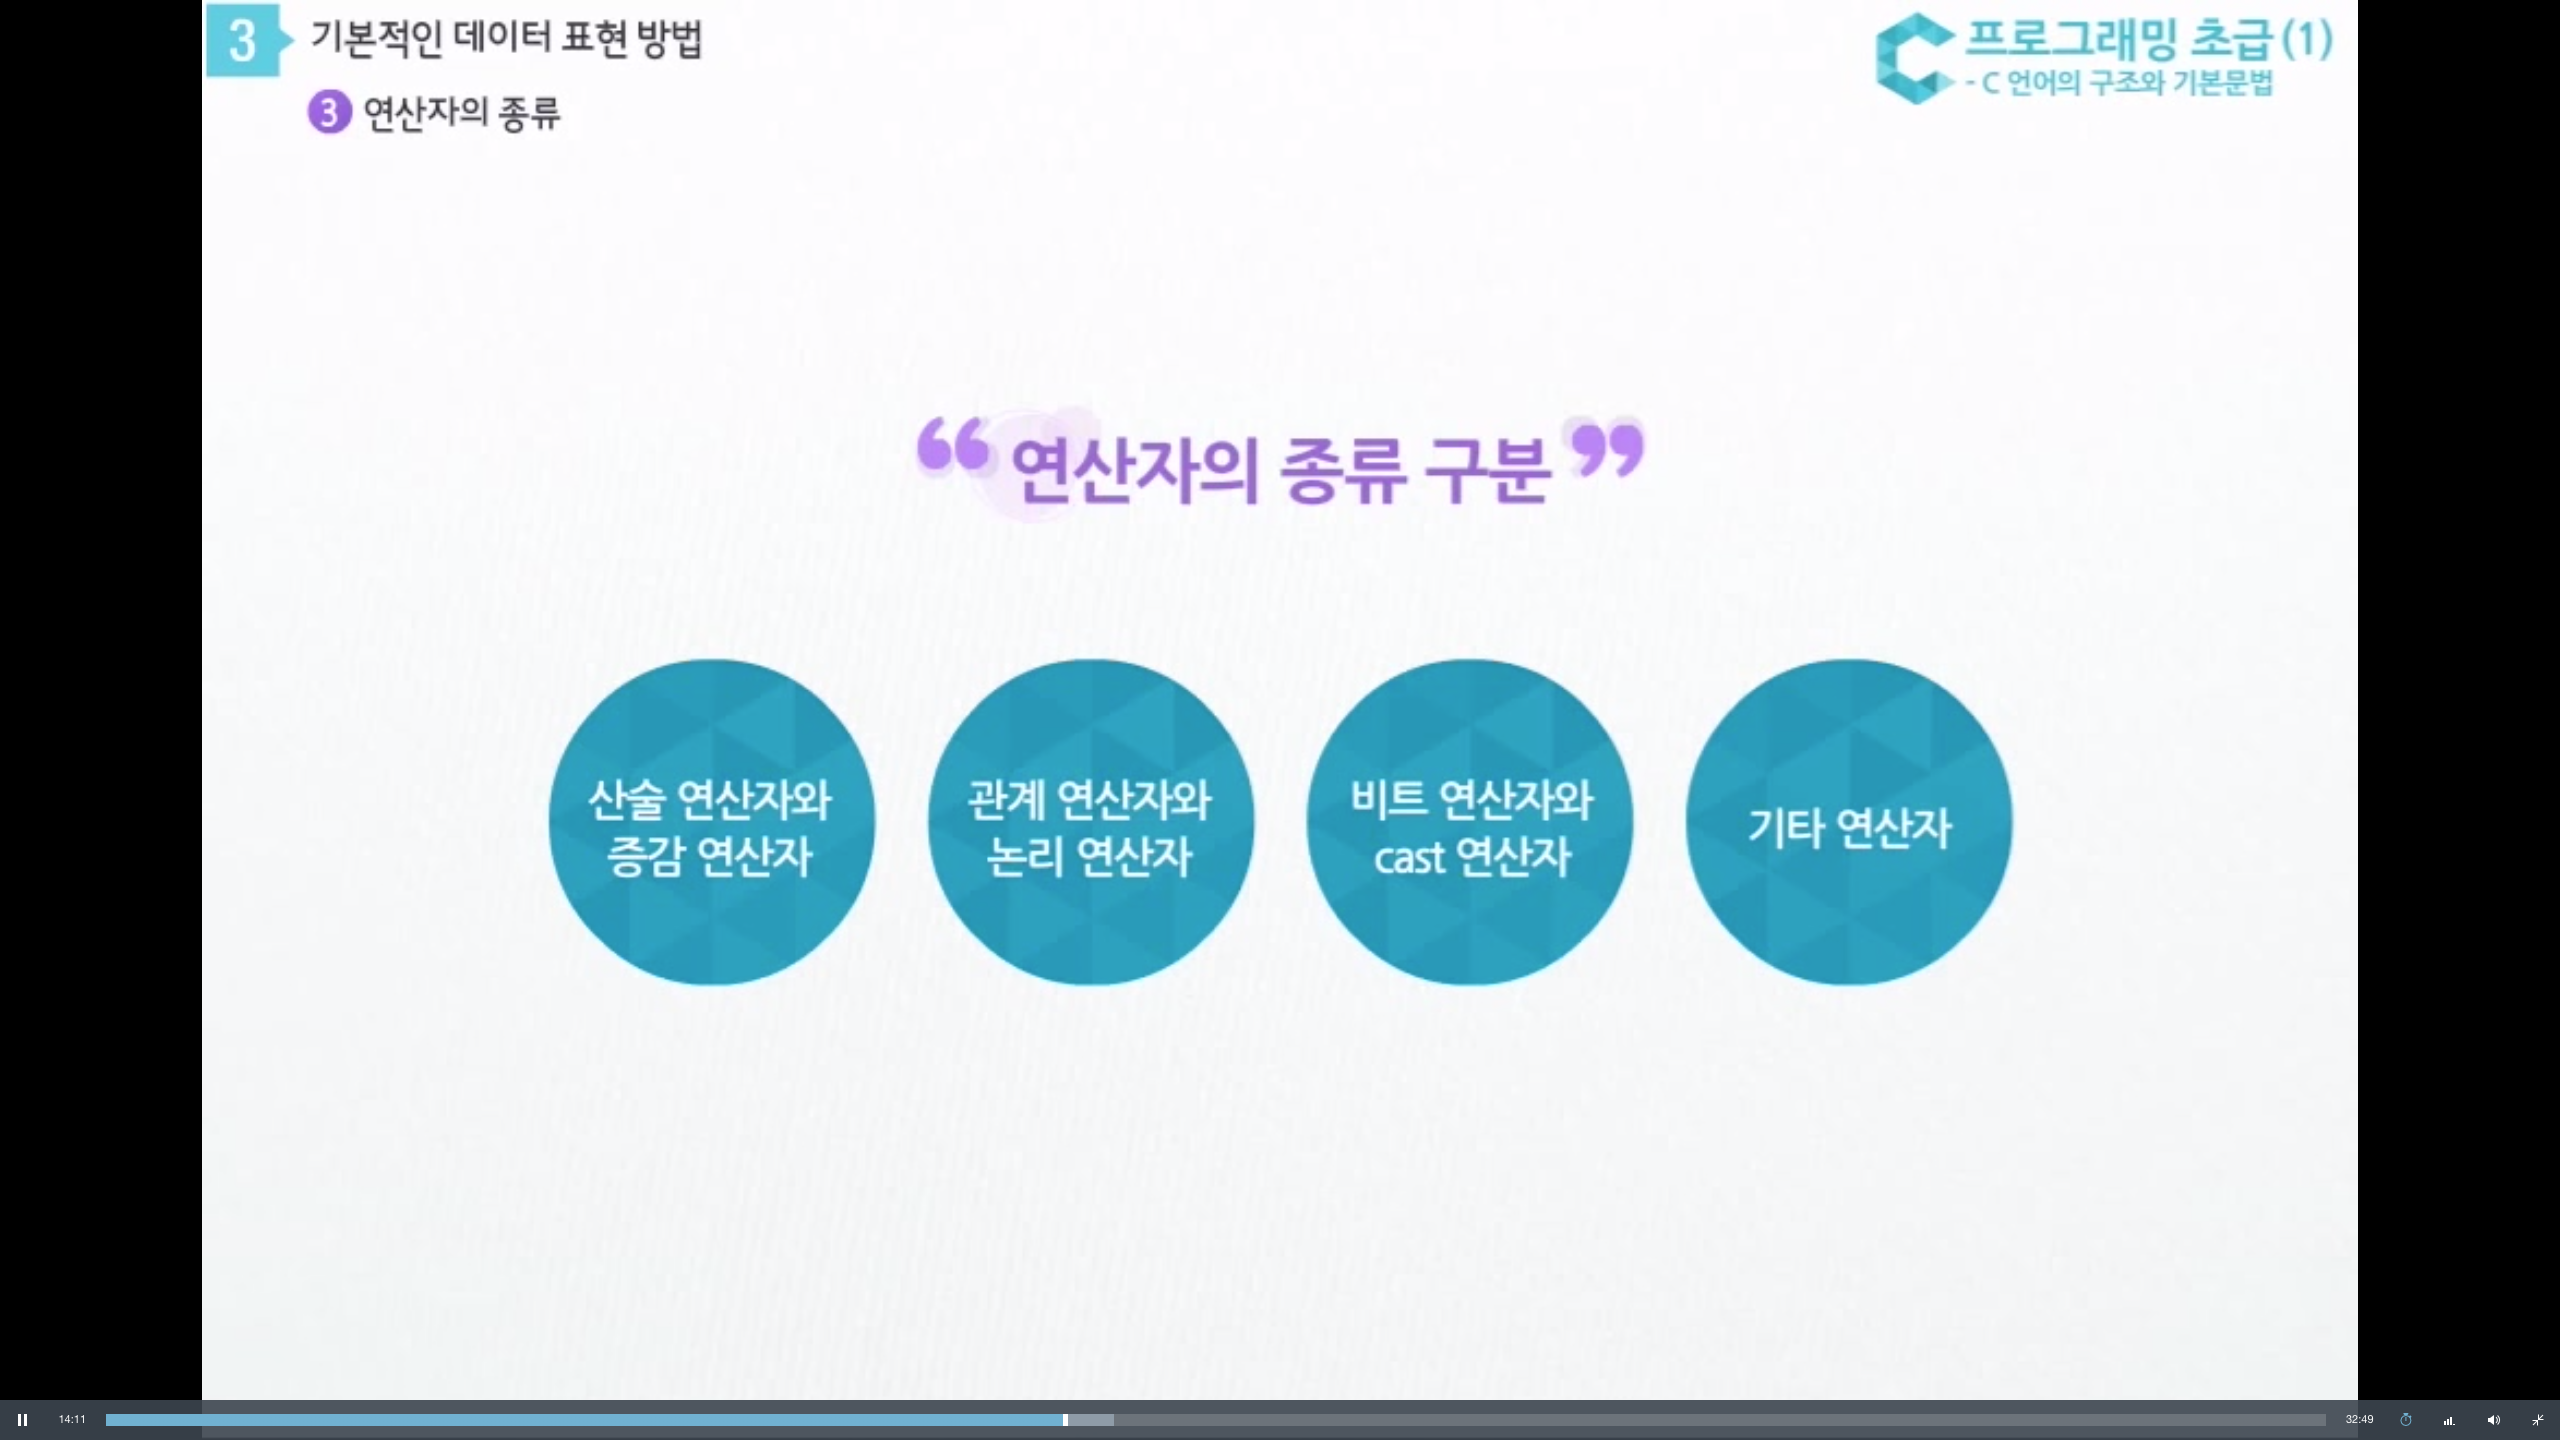 3 기본적인 데이터 표현 방법
3 연산자의 종류
C 프로그래밍 초급(1)
- C 언어의 구조와 기본문법
“ 연산자의 종류 구분 ”
산술 연산자와
증감 연산자
관계 연산자와
논리 연산자
비트 연산자와
cast 연산자
기타 연산자
14:11
32:49